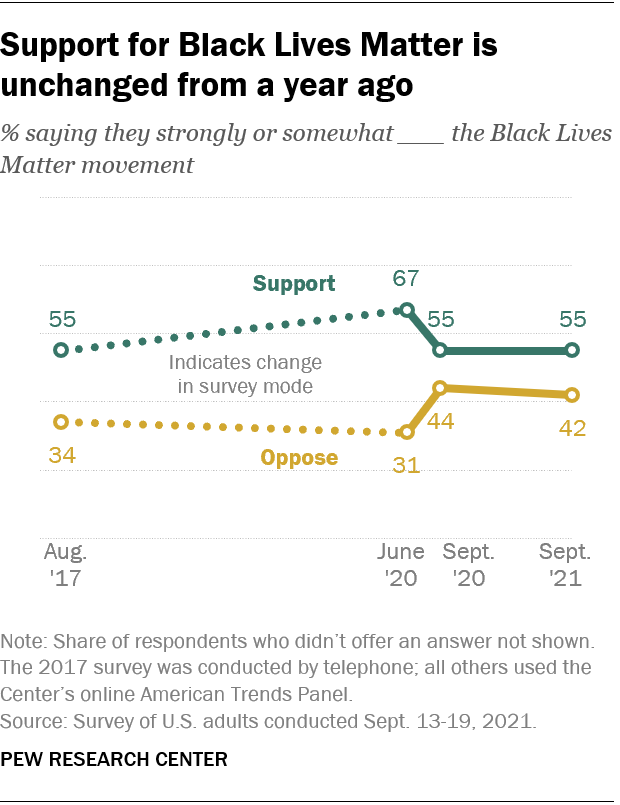 Support for Black Lives Matter is
unchanged from a year ago
% saying they strongly or somewhat ___ the Black Lives
Matter movement
Support
67
55
55
55
Indicates change
in survey mode
34
Oppose
31
44
42
Aug. '17
June '20
Sept. '20
Sept. '21
Note: Share of respondents who didn’t offer an answer not shown.
The 2017 survey was conducted by telephone; all others used the
Center’s online American Trends Panel.
Source: Survey of U.S. adults conducted Sept. 13-19, 2021.
PEW RESEARCH CENTER